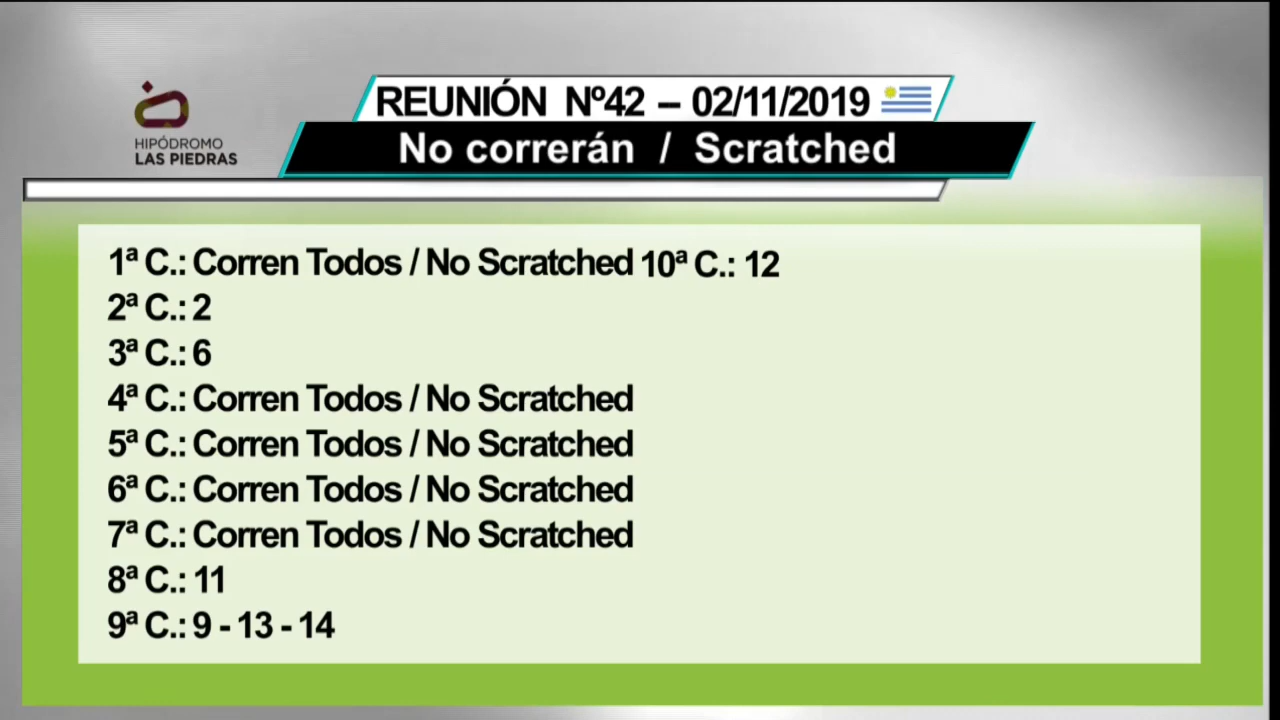 REUNIÓN Nº42 – 02/11/2019
No correrán / Scratched
HIPÓDROMO
LAS PIEDRAS
1ª C.: Corren Todos / No Scratched 10ª C.: 12
2ª C.: 2
3ª C.: 6
4ª C.: Corren Todos / No Scratched
5ª C.: Corren Todos / No Scratched
6ª C.: Corren Todos / No Scratched
7ª C.: Corren Todos / No Scratched
8ª C.: 11
9ª C.: 9 - 13 - 14